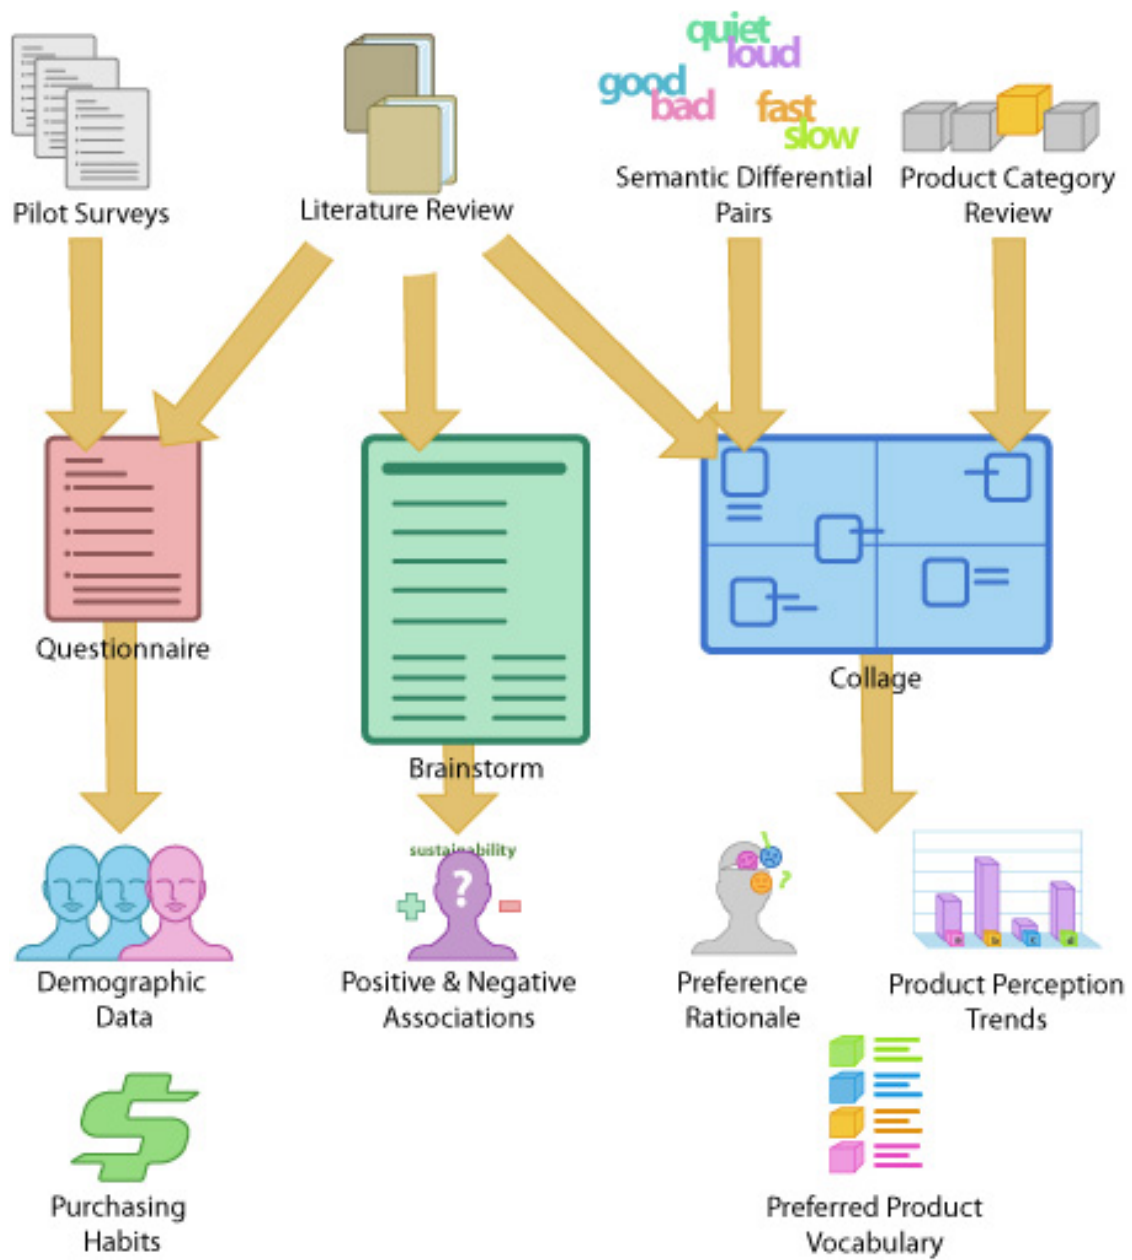 quiet
loud
good
bad
fast
slow
Pilot Surveys
Literature Review
Semantic Differential
Pairs
Product Category
Review
Questionnaire
Brainstorm
Collage
sustainability
?
?
Demographic
Data
Positive & Negative
Associations
Preference
Rationale
Product Perception
Trends
Purchasing
Habits
Preferred Product
Vocabulary